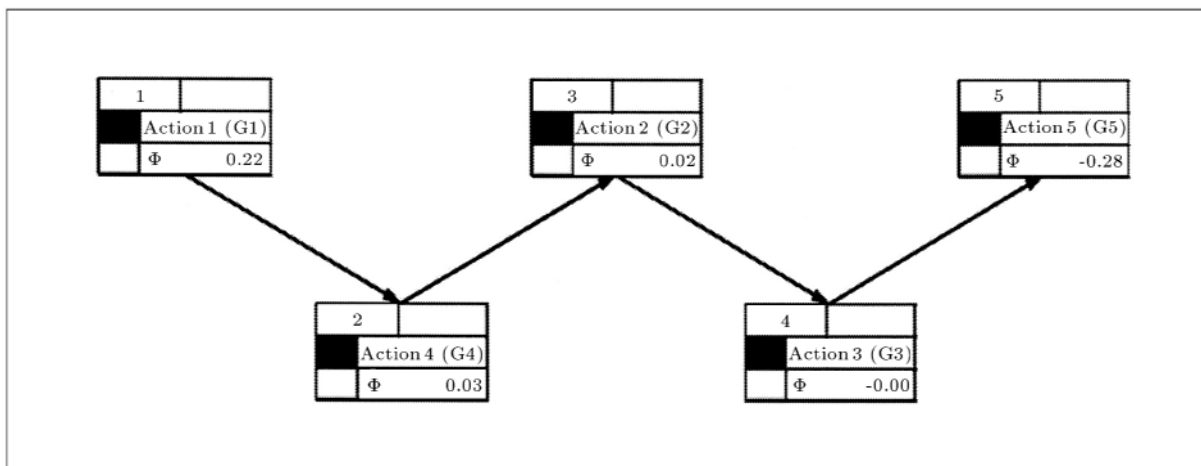 1
Action 1 (G1)
Φ 0.22
2
Action 4 (G4)
Φ 0.03
3
Action 2 (G2)
Φ 0.02
4
Action 3 (G3)
Φ -0.00
5
Action 5 (G5)
Φ -0.28